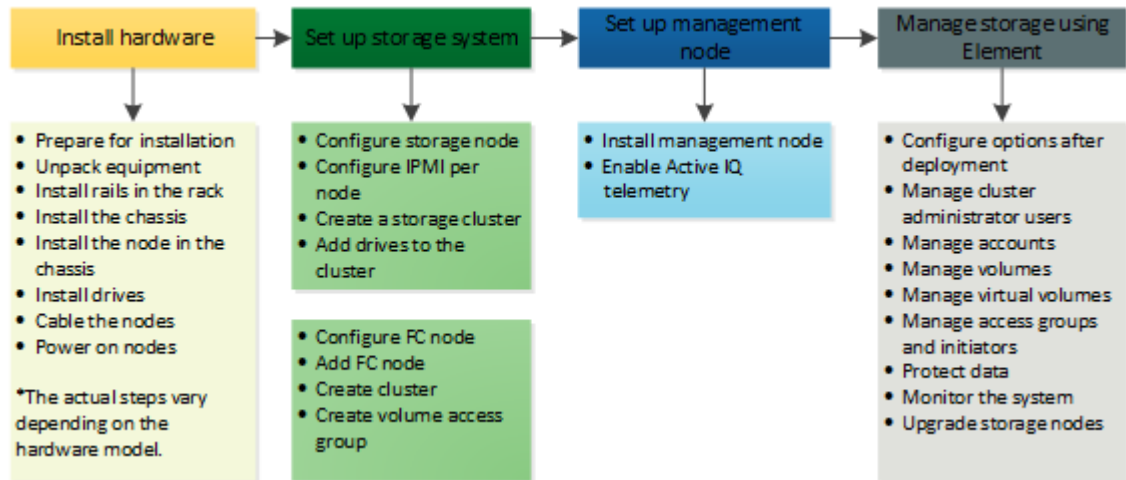 Install hardware
Set up storage system
Set up management
node
Manage storage using
Element
• Prepare for installation
• Unpack equipment
• Install rails in the rack
• Install the chassis
• Install the node in the
chassis
• Install drives
• Cable the nodes
• Power on nodes
*The actual steps vary
depending on the
hardware model.
• Configure storage node
• Configure IPMI per
node
• Create a storage cluster
• Add drives to the
cluster
• Configure FC node
• Add FC node
• Create cluster
• Create volume access
group
• Install management node
• Enable Active IQ
telemetry
• Configure options after
deployment
• Manage cluster
administrator users
• Manage accounts
• Manage volumes
• Manage virtual volumes
• Manage access groups
and initiators
• Protect data
• Monitor the system
• Upgrade storage nodes